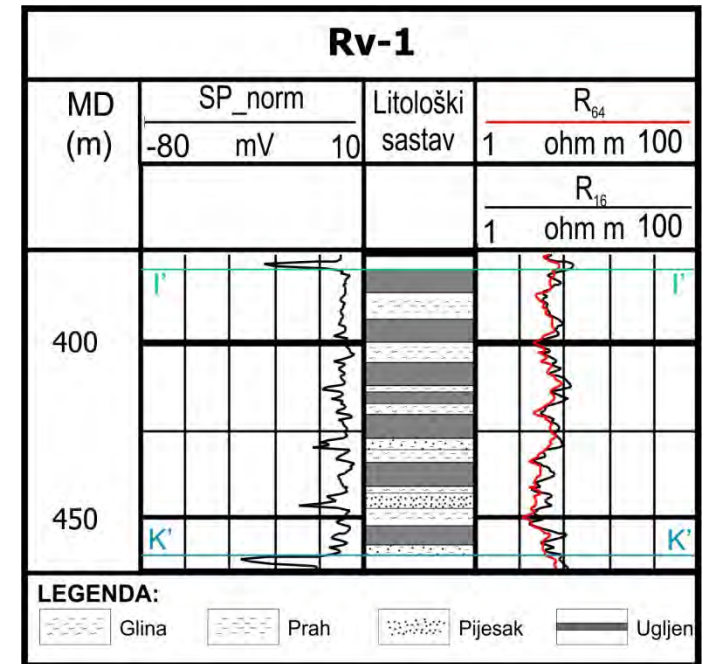 Rv-1
MD (m)
SP_norm
-80 mV 10
Litološki sastav
R64
1 ohm m 100
R16
1 ohm m 100
I' I'
400
450
K' K'
LEGENDA:
Glina Prah Pijesak Ugljen